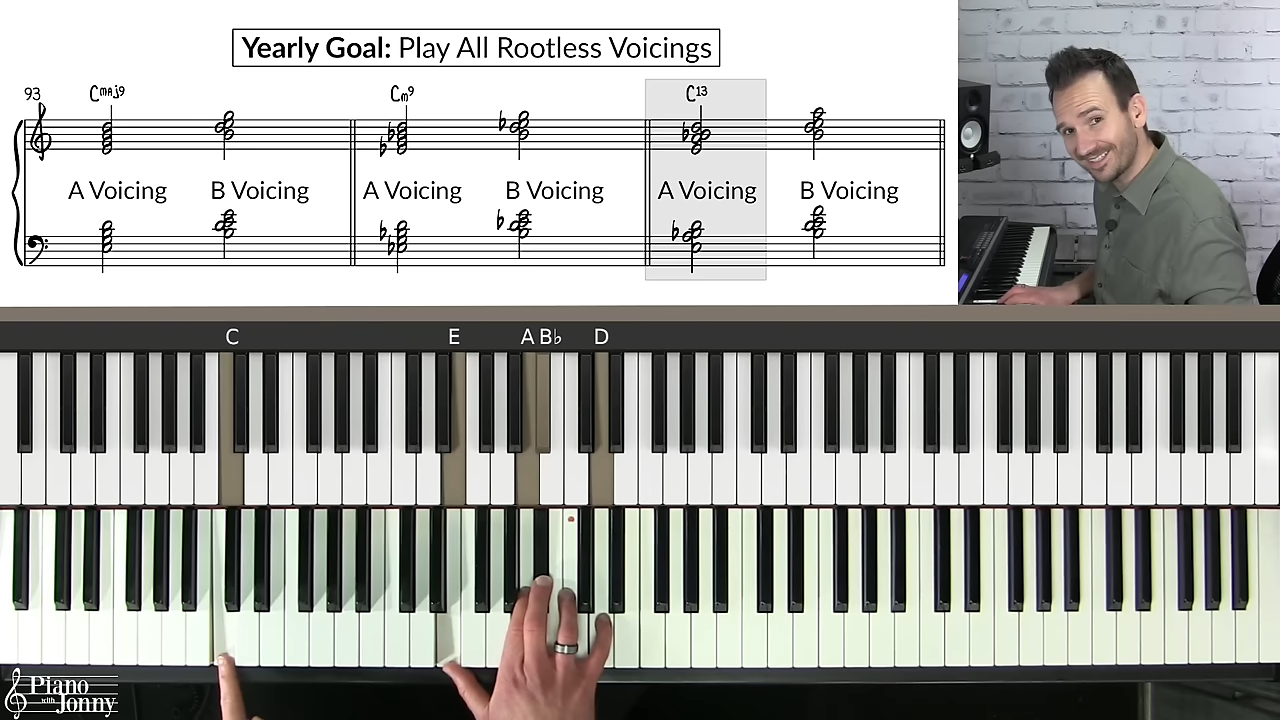 Yearly Goal: Play All Rootless Voicings
93 Cmaj9 Cm9 C13
A Voicing B Voicing A Voicing B Voicing A Voicing B Voicing
C E A B♭ D
Piano
with
Jonny